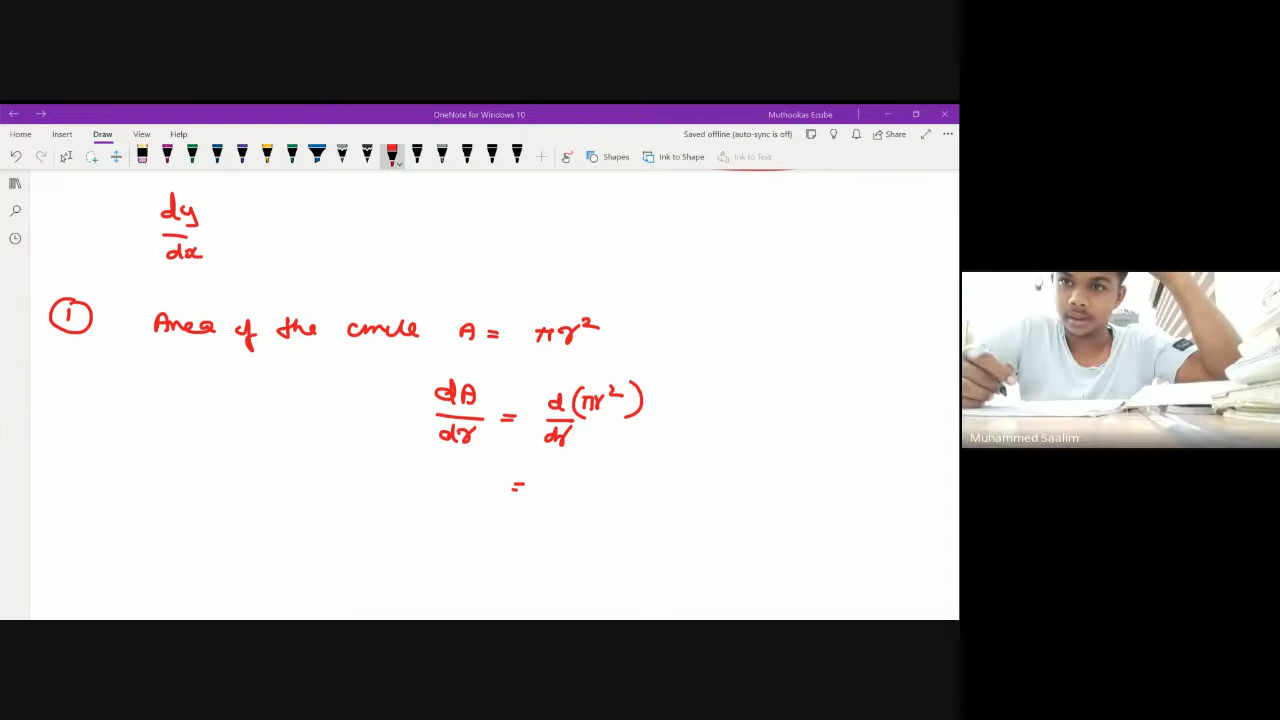 OneNote for Windows 10
Muthookas Ecube
Home Insert Draw View Help
Saved offline (auto-sync is off)
Share
Shapes
Ink to Shape
Ink to Text
dy
dx
1 Area of the circle A = πr²
dA/dr = d/dr (πr²)
=
Muhammed Saalim